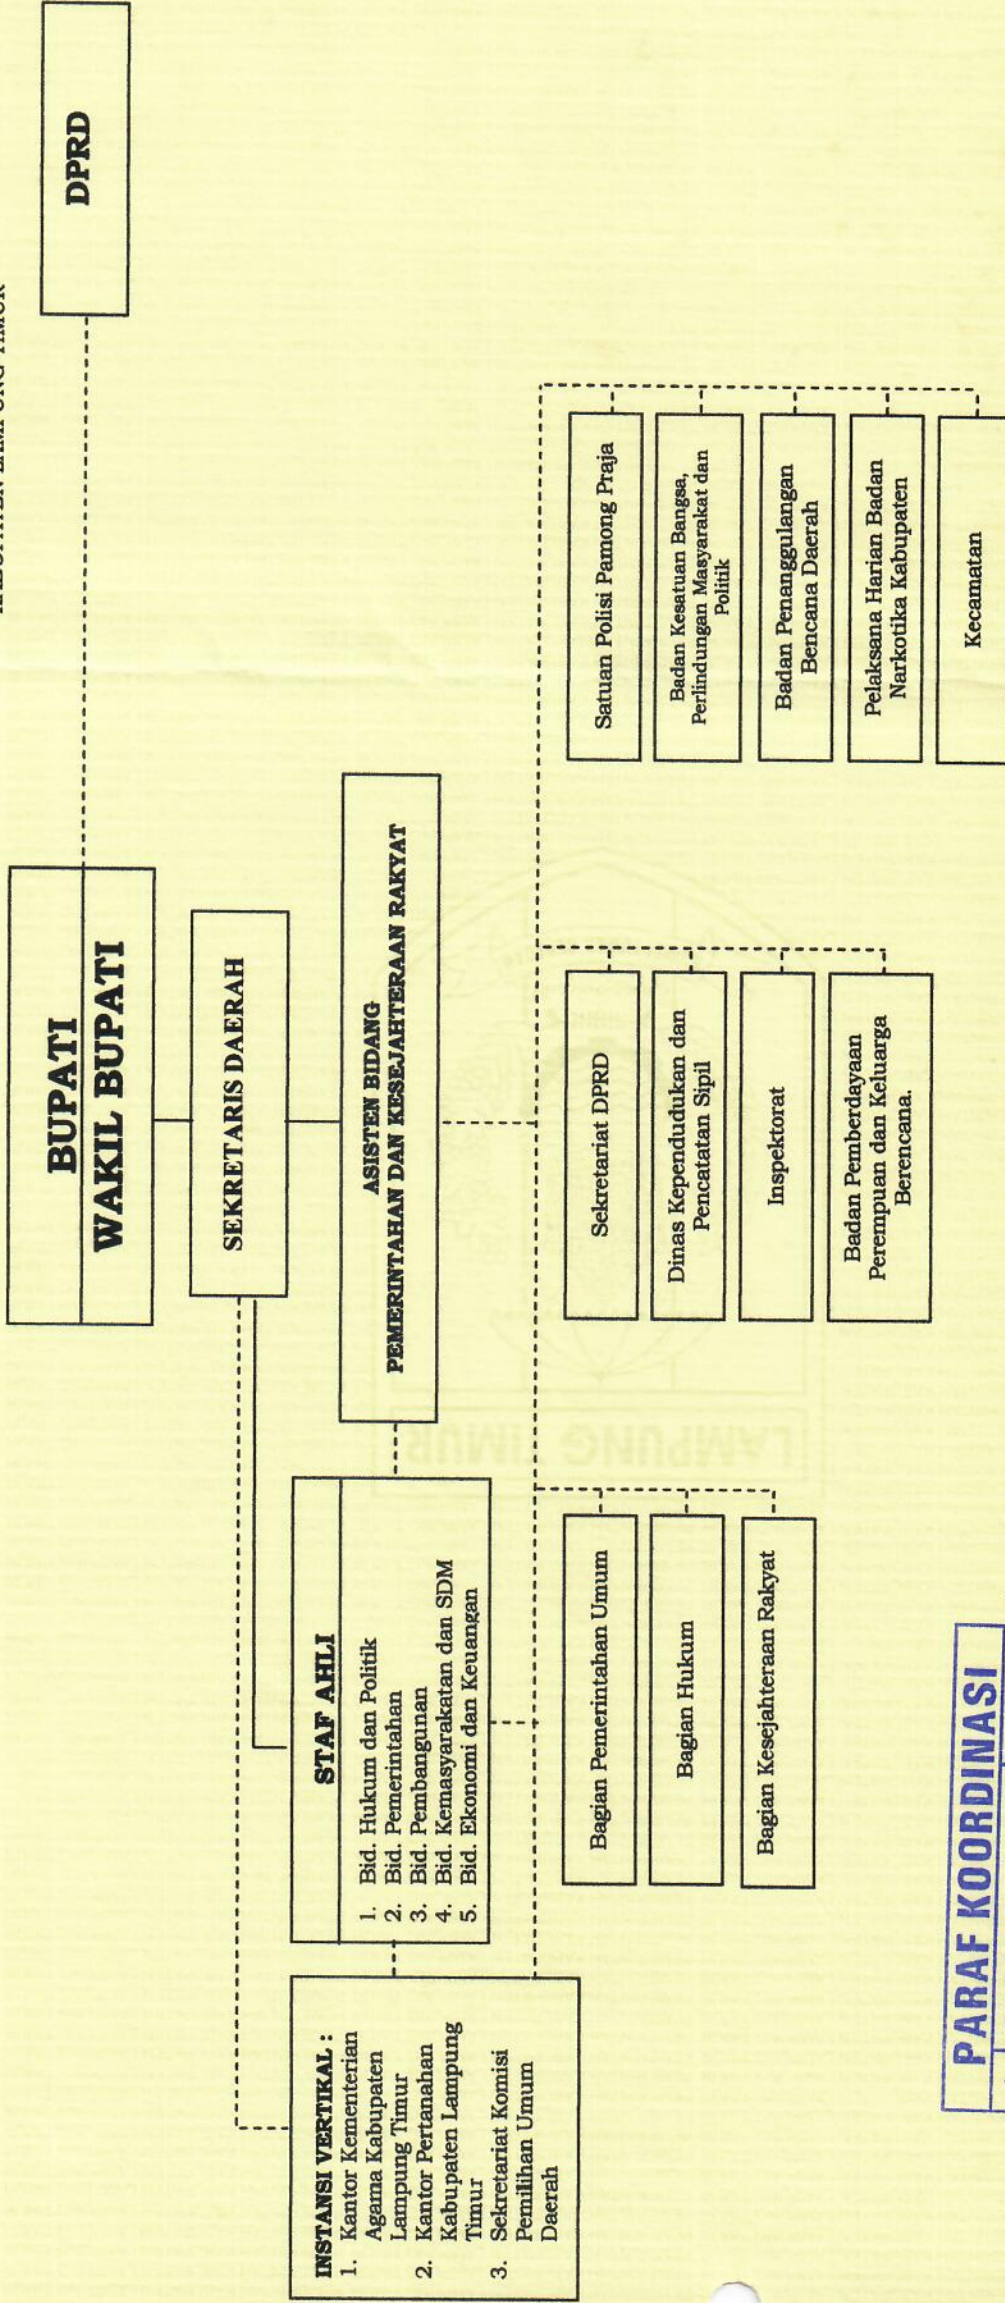 BUPATI
WAKIL BUPATI
DPRD
SEKRETARIS DAERAH
ASISTEN BIDANG
PEMERINTAHAN DAN KESEJAHTERAAN RAKYAT
STAF AHLI
1. Bid. Hukum dan Politik
2. Bid. Pemerintahan
3. Bid. Pembangunan
4. Bid. Kemasyarakatan dan SDM
5. Bid. Ekonomi dan Keuangan
INSTANSI VERTIKAL :
1. Kantor Kementerian
Agama Kabupaten
Lampung Timur
2. Kantor Pertanahan
Kabupaten Lampung
Timur
3. Sekretariat Komisi
Pemilihan Umum
Daerah
Bagian Pemerintahan Umum
Bagian Hukum
Bagian Kesejahteraan Rakyat
Sekretariat DPRD
Dinas Kependudukan dan
Pencatatan Sipil
Inspektorat
Badan Pemberdayaan
Perempuan dan Keluarga
Berencana.
Satuan Polisi Pamong Praja
Badan Kesatuan Bangsa,
Perlindungan Masyarakat dan
Politik
Badan Penanggulangan
Bencana Daerah
Pelaksana Harian Badan
Narkotika Kabupaten
Kecamatan
LAMPUNG TIMUR
PARAF KOORDINASI